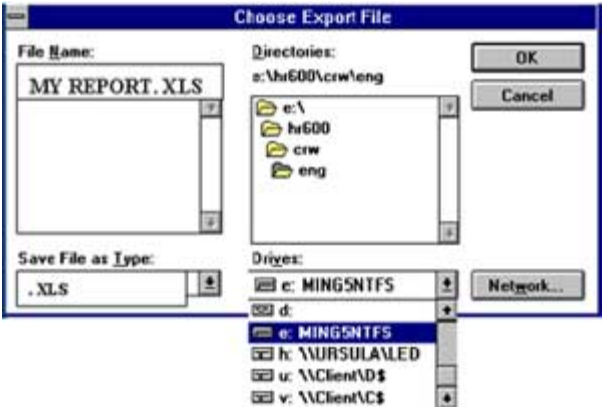 Choose Export File
File Name:
MY REPORT.XLS
Directories:
e:\hr600\crw\eng
e:\
hr600
crw
eng
OK
Cancel
Save File as Type:
.XLS
Drives:
e: MING5NTFS
Network...
d:
e: MING5NTFS
h: \\URSULA\LED
u: \\Client\D$
v: \\Client\C$